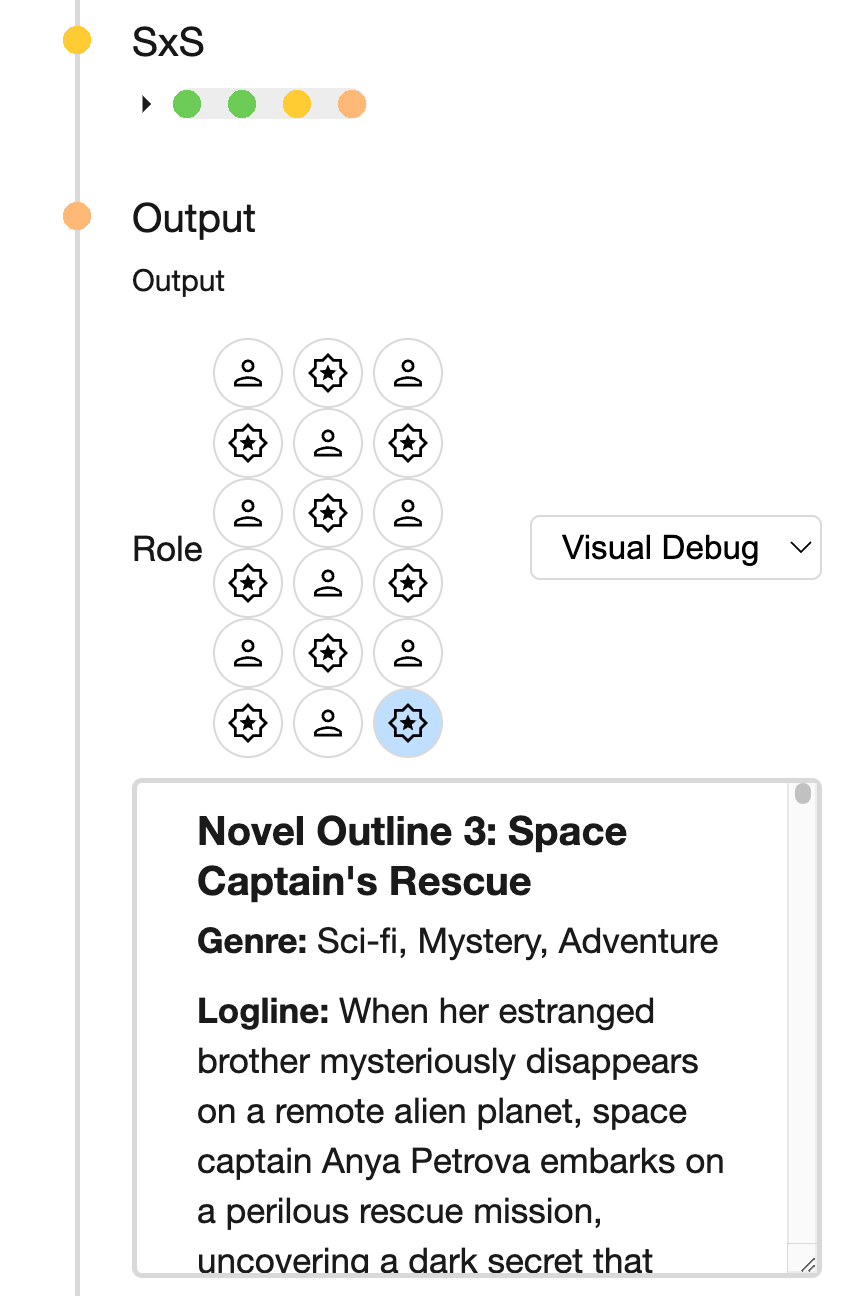 SxS
Output
Output
Role
Visual Debug
Novel Outline 3: Space
Captain's Rescue
Genre: Sci-fi, Mystery, Adventure
Logline: When her estranged
brother mysteriously disappears
on a remote alien planet, space
captain Anya Petrova embarks on
a perilous rescue mission,
uncovering a dark secret that